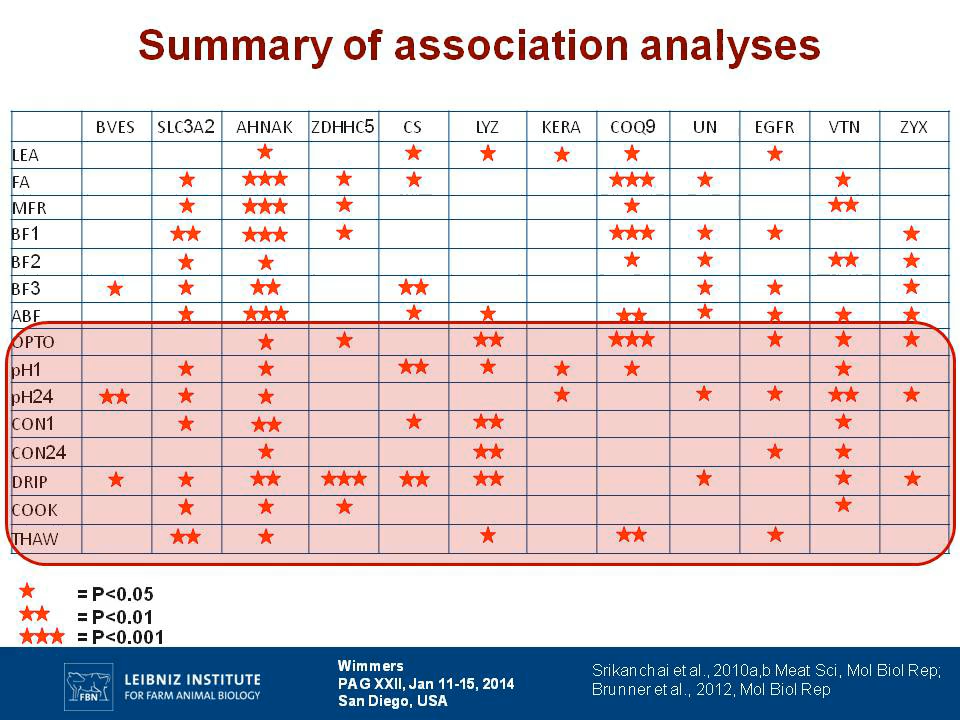 Summary of association analyses
BVES SLC3A2 AHNAK ZDHHC5 CS LYZ KERA COQ9 UN EGFR VTN ZYX
LEA ★ ★ ★ ★ ★ ★
FA ★ ★★★ ★ ★ ★★★ ★ ★
MFR ★ ★★★ ★ ★ ★★
BF1 ★★ ★★★ ★ ★★★ ★ ★ ★
BF2 ★ ★ ★ ★ ★★ ★
BF3 ★ ★ ★★ ★★ ★ ★ ★
ABF ★ ★★★ ★ ★ ★★ ★ ★ ★ ★
OPTO ★ ★ ★★ ★★★ ★ ★ ★
pH1 ★ ★ ★★ ★ ★ ★ ★
pH24 ★★ ★ ★ ★ ★ ★ ★★ ★
CON1 ★ ★★ ★ ★★ ★
CON24 ★ ★★ ★ ★
DRIP ★ ★ ★★ ★★★ ★★ ★★ ★ ★ ★
COOK ★ ★ ★ ★
THAW ★★ ★ ★ ★★ ★
★ = P<0.05
★★ = P<0.01
★★★ = P<0.001
FBN
LEIBNIZ INSTITUTE
FOR FARM ANIMAL BIOLOGY
Wimmers
PAG XXII, Jan 11-15, 2014
San Diego, USA
Srikanchai et al., 2010a,b Meat Sci, Mol Biol Rep;
Brunner et al., 2012, Mol Biol Rep